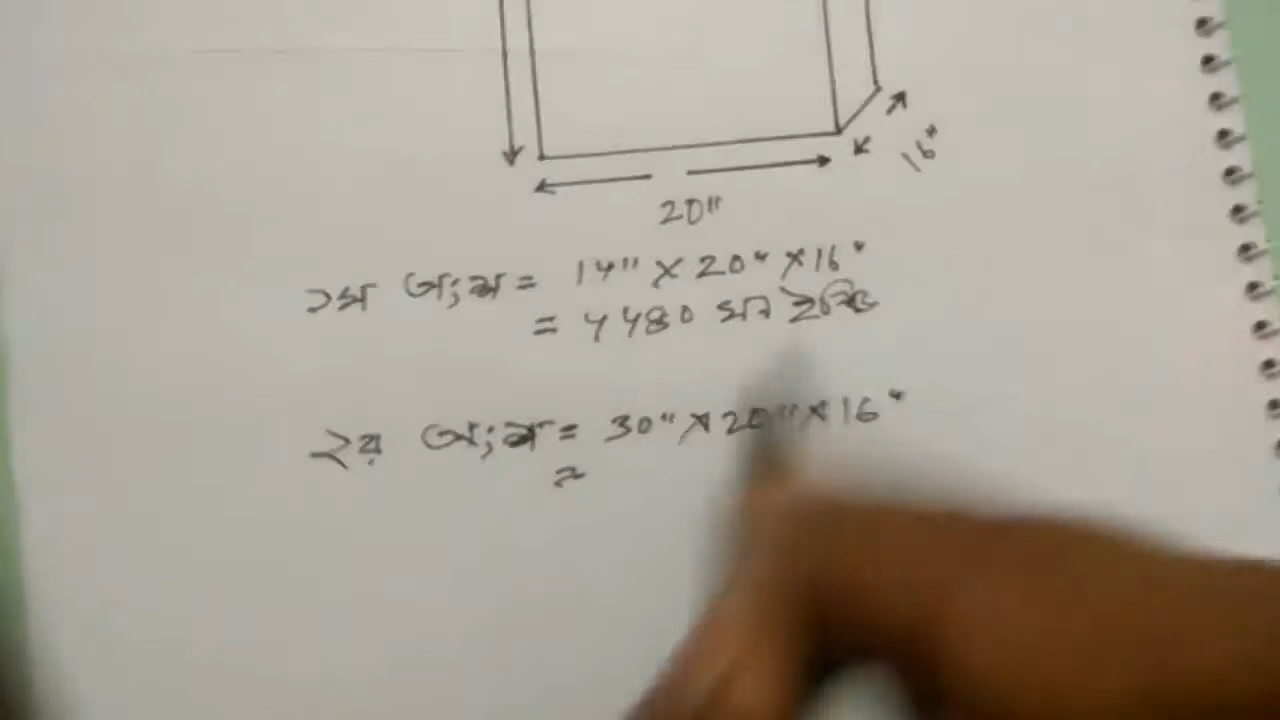 16"
20"
১ম অ;শ = 14" × 20" × 16"
= 4480 ঘন ইঞ্চি
২য় অ;শ = 30" × 20" × 16"
=